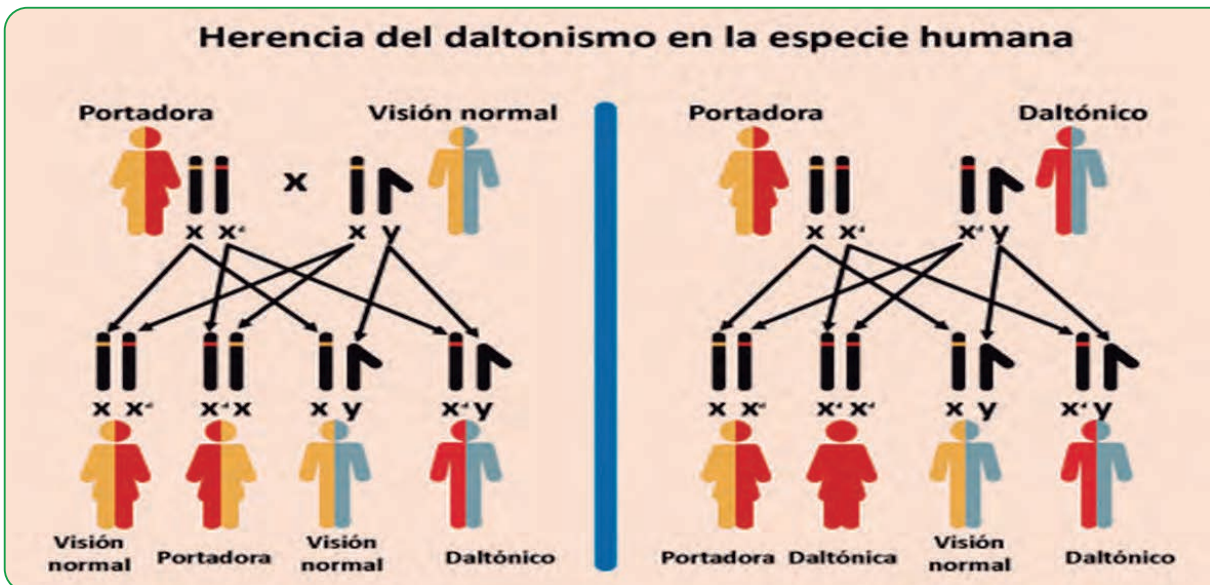 Herencia del daltonismo en la especie humana
Portadora Visión normal Portadora Daltónico
x
x xᵈ x y x xᵈ xᵈ y
x xᵈ xᵈ x x y xᵈ y x xᵈ xᵈ xᵈ x y xᵈ y
Visión normal Portadora Visión normal Daltónico Portadora Daltónica Visión normal Daltónico